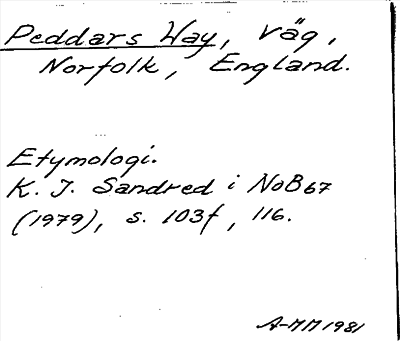 Peddars Way, väg,
Norfolk, England.
Etymologi.
K. I. Sandred i NoB 67
(1979), s. 103f, 116.
A-MM 1981